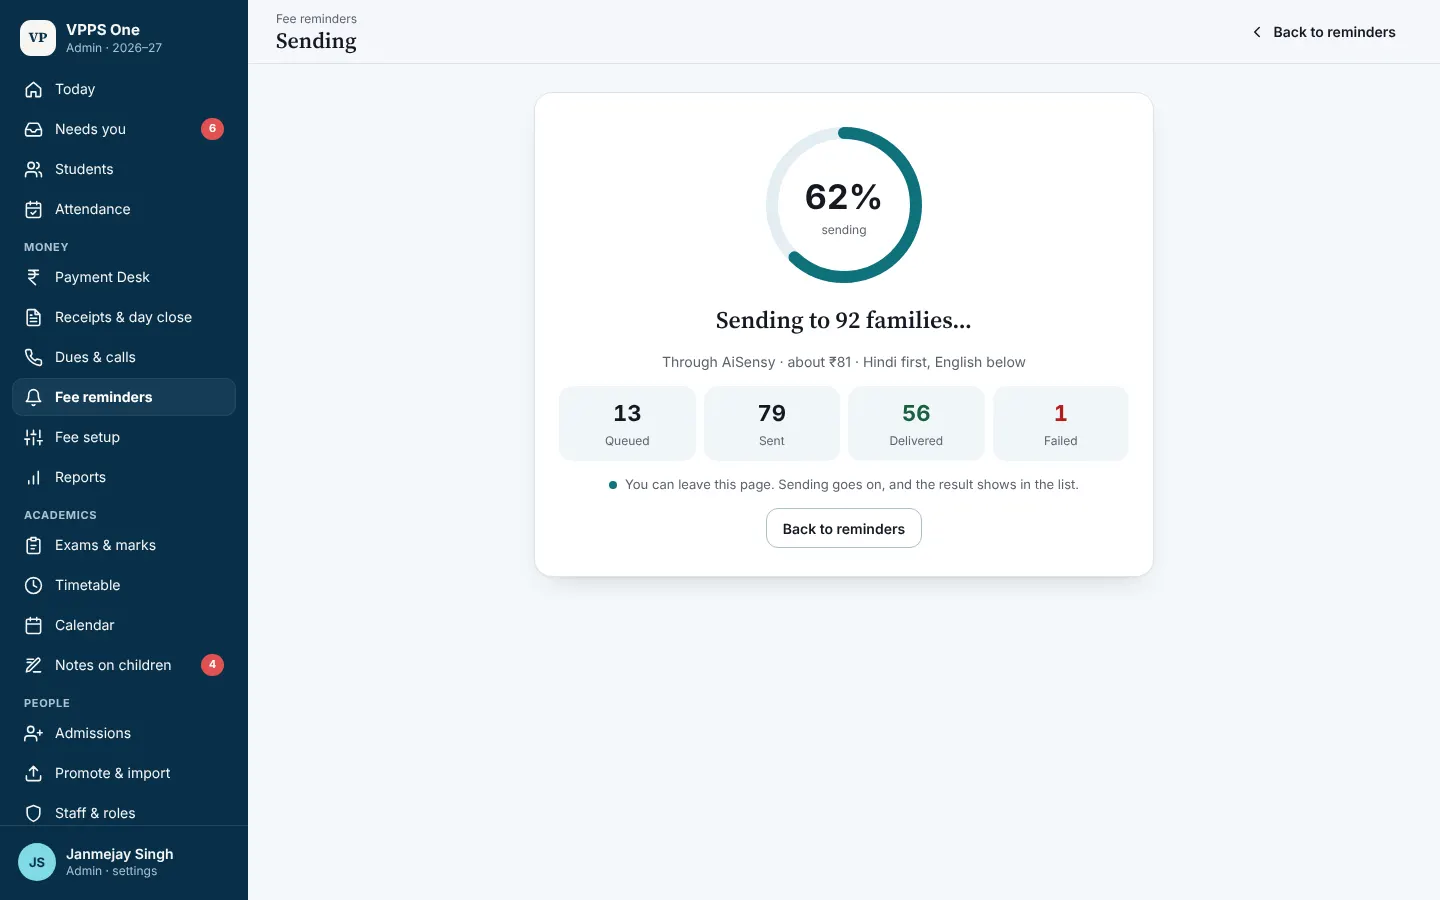 VP
VPPS One
Admin · 2026–27
Today
Needs you 6
Students
Attendance
MONEY
Payment Desk
Receipts & day close
Dues & calls
Fee reminders
Fee setup
Reports
ACADEMICS
Exams & marks
Timetable
Calendar
Notes on children 4
PEOPLE
Admissions
Promote & import
Staff & roles
JS
Janmejay Singh
Admin · settings
Fee reminders
Sending
Back to reminders
62%
sending
Sending to 92 families...
Through AiSensy · about ₹81 · Hindi first, English below
13 79 56 1
Queued Sent Delivered Failed
You can leave this page. Sending goes on, and the result shows in the list.
Back to reminders